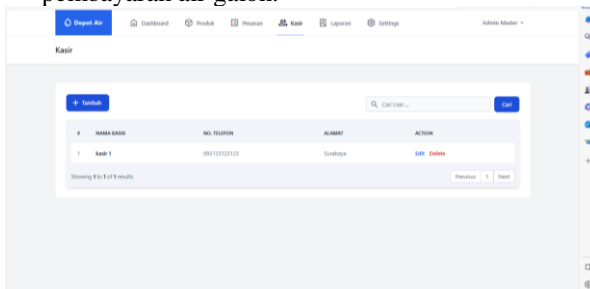 pembayaran air galon.
Depot Air Dashboard Produk Pesanan Kasir Laporan Settings Admin Master
Kasir
+ Tambah Cari User ... Cari
# NAMA KASIR NO. TELEPON ALAMAT ACTION
1 kasir 1 093123123123 Surabaya Edit Delete
Showing 1 to 1 of 1 results Previous 1 Next